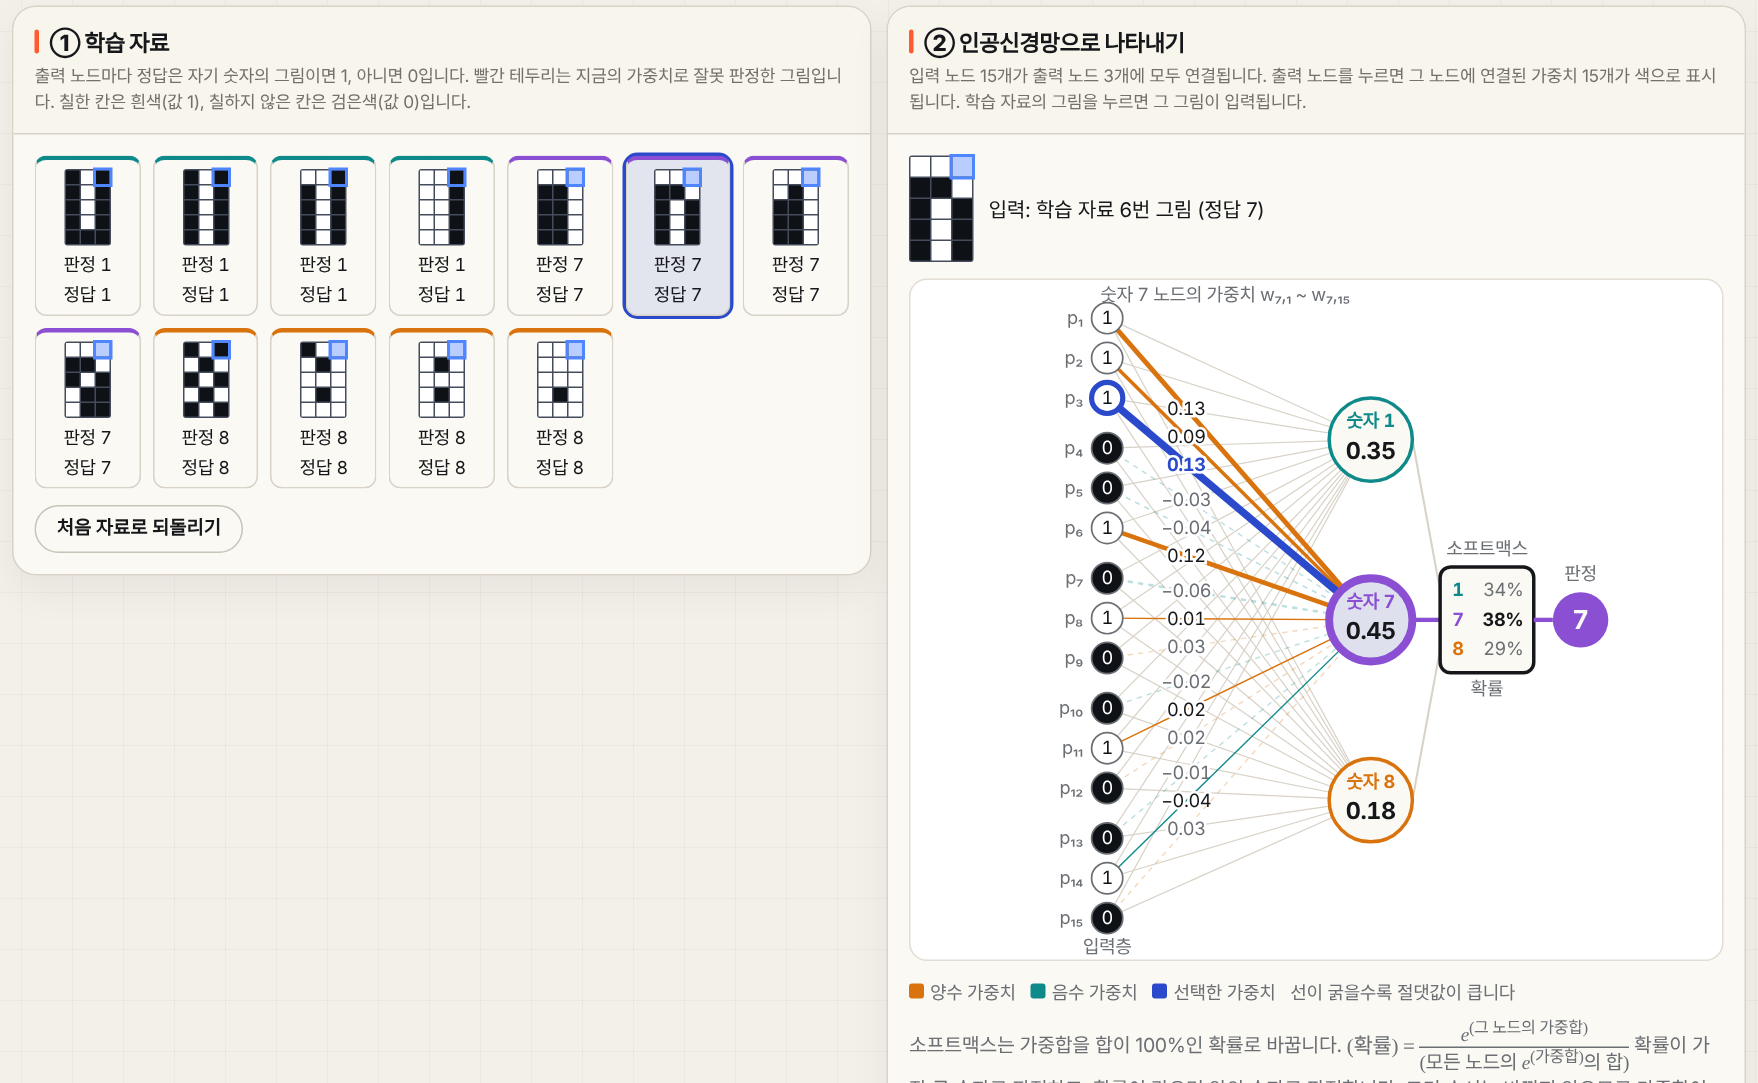 ① 학습 자료
출력 노드마다 정답은 자기 숫자의 그림이면 1, 아니면 0입니다. 빨간 테두리는 지금의 가중치로 잘못 판정한 그림입니
다. 칠한 칸은 흰색(값 1), 칠하지 않은 칸은 검은색(값 0)입니다.
판정 1 판정 1 판정 1 판정 1 판정 7 판정 7 판정 7
정답 1 정답 1 정답 1 정답 1 정답 7 정답 7 정답 7
판정 7 판정 8 판정 8 판정 8 판정 8
정답 7 정답 8 정답 8 정답 8 정답 8
처음 자료로 되돌리기
② 인공신경망으로 나타내기
입력 노드 15개가 출력 노드 3개에 모두 연결됩니다. 출력 노드를 누르면 그 노드에 연결된 가중치 15개가 색으로 표시
됩니다. 학습 자료의 그림을 누르면 그 그림이 입력됩니다.
입력: 학습 자료 6번 그림 (정답 7)
숫자 7 노드의 가중치 w₇,₁ ~ w₇,₁₅
p₁ 1
p₂ 1
p₃ 1
p₄ 0
p₅ 0
p₆ 1
p₇ 0
p₈ 1
p₉ 0
p₁₀ 0
p₁₁ 1
p₁₂ 0
p₁₃ 0
p₁₄ 1
p₁₅ 0
입력층
0.13
0.09
0.13
−0.03
−0.04
0.12
−0.06
0.01
0.03
−0.02
0.02
0.02
−0.01
−0.04
0.03
숫자 1
0.35
숫자 7
0.45
숫자 8
0.18
소프트맥스
1 34%
7 38%
8 29%
확률
판정
7
양수 가중치 음수 가중치 선택한 가중치 선이 굵을수록 절댓값이 큽니다
소프트맥스는 가중합을 합이 100%인 확률로 바꿉니다. (확률) = e^(그 노드의 가중합) / (모든 노드의 e^(가중합)의 합) 확률이 가